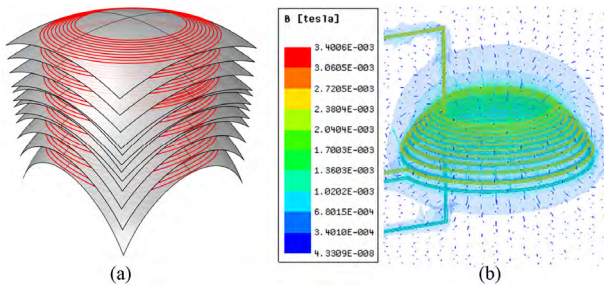 B [tesla]
3.4006E-003
3.0605E-003
2.7205E-003
2.3804E-003
2.0404E-003
1.7003E-003
1.3603E-003
1.0202E-003
6.8015E-004
3.4010E-004
4.3309E-008
(a)
(b)